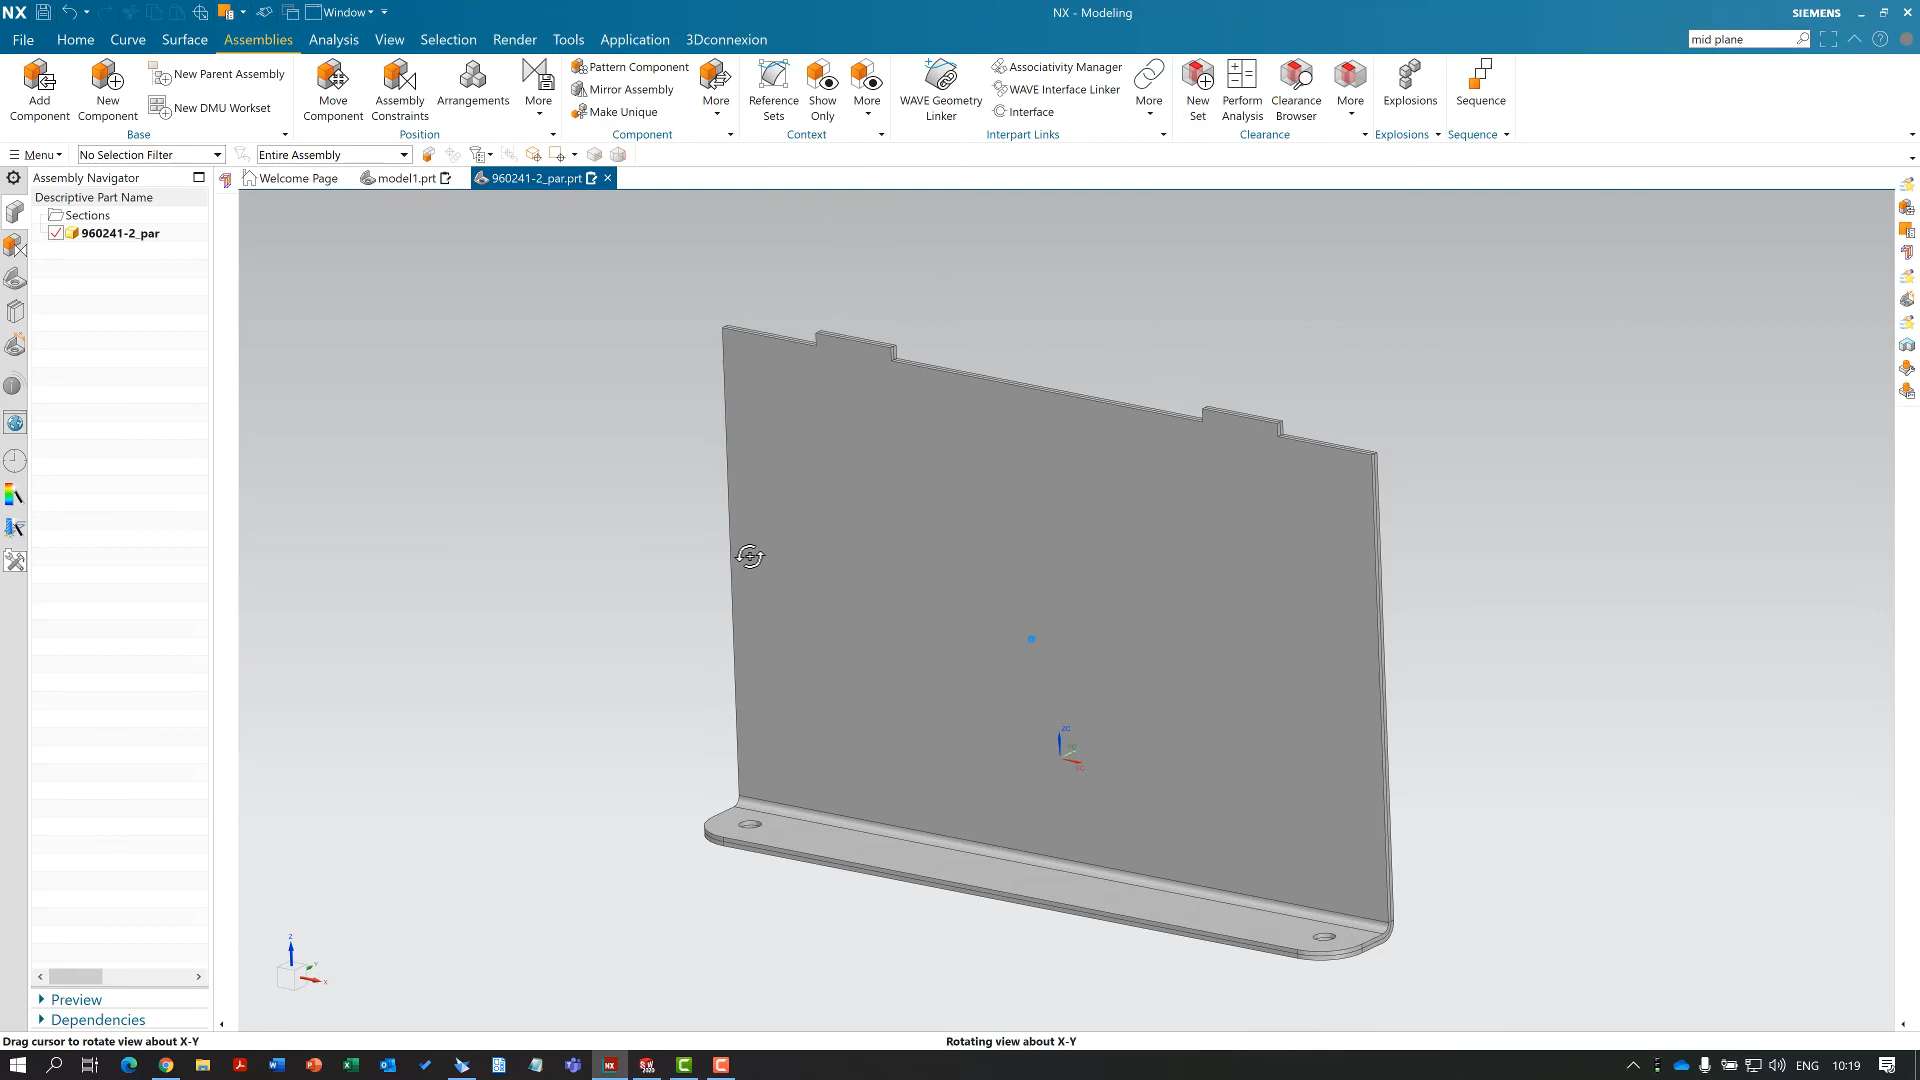 NX
Window
NX - Modeling
SIEMENS
File
Home
Curve
Surface
Assemblies
Analysis
View
Selection
Render
Tools
Application
3Dconnexion
mid plane
Add
Component
New
Component
New Parent Assembly
New DMU Workset
Base
Move
Component
Assembly
Constraints
Arrangements
More
Position
Pattern Component
Mirror Assembly
Make Unique
More
Component
Reference
Sets
Show
Only
More
Context
WAVE Geometry
Linker
Associativity Manager
WAVE Interface Linker
Interface
More
Interpart Links
New
Set
Perform
Analysis
Clearance
Browser
More
Clearance
Explosions
Explosions
Sequence
Sequence
Menu
No Selection Filter
Entire Assembly
Assembly Navigator
Descriptive Part Name
Sections
960241-2_par
Welcome Page
model1.prt
960241-2_par.prt
ZC
YC
XC
Z
Y
X
Preview
Dependencies
Drag cursor to rotate view about X-Y
Rotating view about X-Y
ENG
10:19